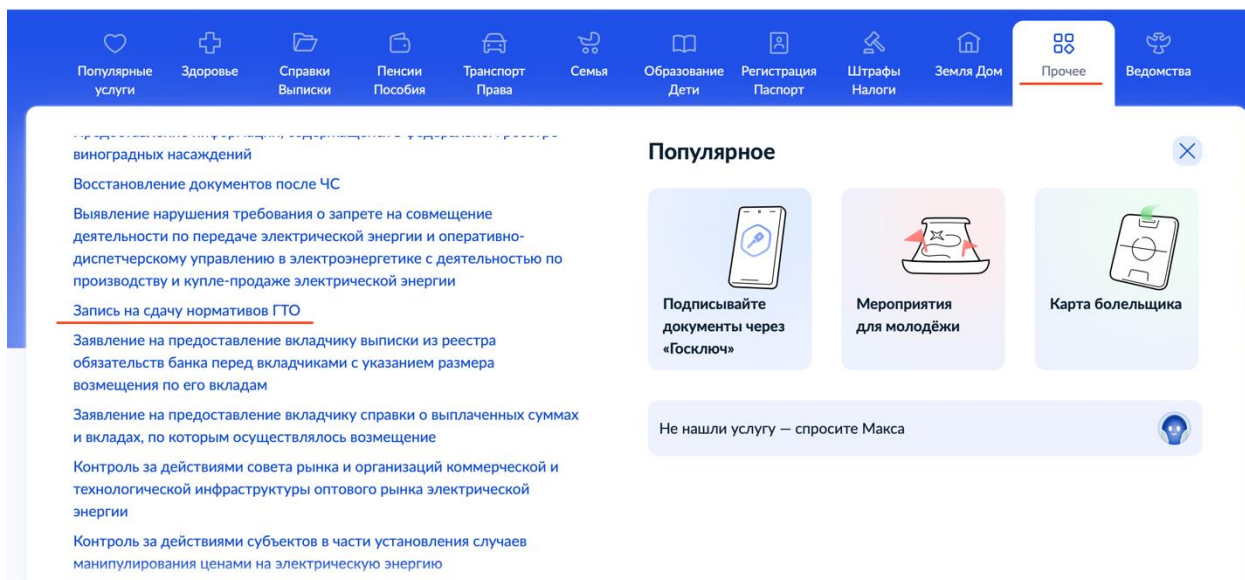 Популярные услуги
Здоровье
Справки Выписки
Пенсии Пособия
Транспорт Права
Семья
Образование Дети
Регистрация Паспорт
Штрафы Налоги
Земля Дом
Прочее
Ведомства
виноградных насаждений
Восстановление документов после ЧС
Выявление нарушения требования о запрете на совмещение
деятельности по передаче электрической энергии и оперативно-
диспетчерскому управлению в электроэнергетике с деятельностью по
производству и купле-продаже электрической энергии
Запись на сдачу нормативов ГТО
Заявление на предоставление вкладчику выписки из реестра
обязательств банка перед вкладчиками с указанием размера
возмещения по его вкладам
Заявление на предоставление вкладчику справки о выплаченных суммах
и вкладах, по которым осуществлялось возмещение
Контроль за действиями совета рынка и организаций коммерческой и
технологической инфраструктуры оптового рынка электрической
энергии
Контроль за действиями субъектов в части установления случаев
манипулирования ценами на электрическую энергию
Популярное
Подписывайте
документы через
«Госключ»
Мероприятия
для молодёжи
Карта болельщика
Не нашли услугу — спросите Макса